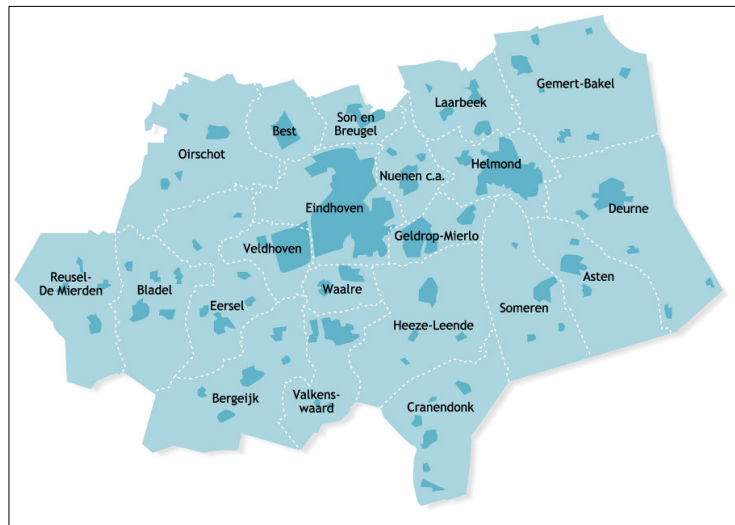 Gemert-Bakel
Laarbeek
Son en
Breugel
Best
Oirschot
Helmond
Nuenen c.a.
Eindhoven
Deurne
Geldrop-Mierlo
Veldhoven
Reusel-
De Mierden
Bladel
Asten
Waalre
Eersel
Someren
Heeze-Leende
Bergeijk
Valkens-
waard
Cranendonk